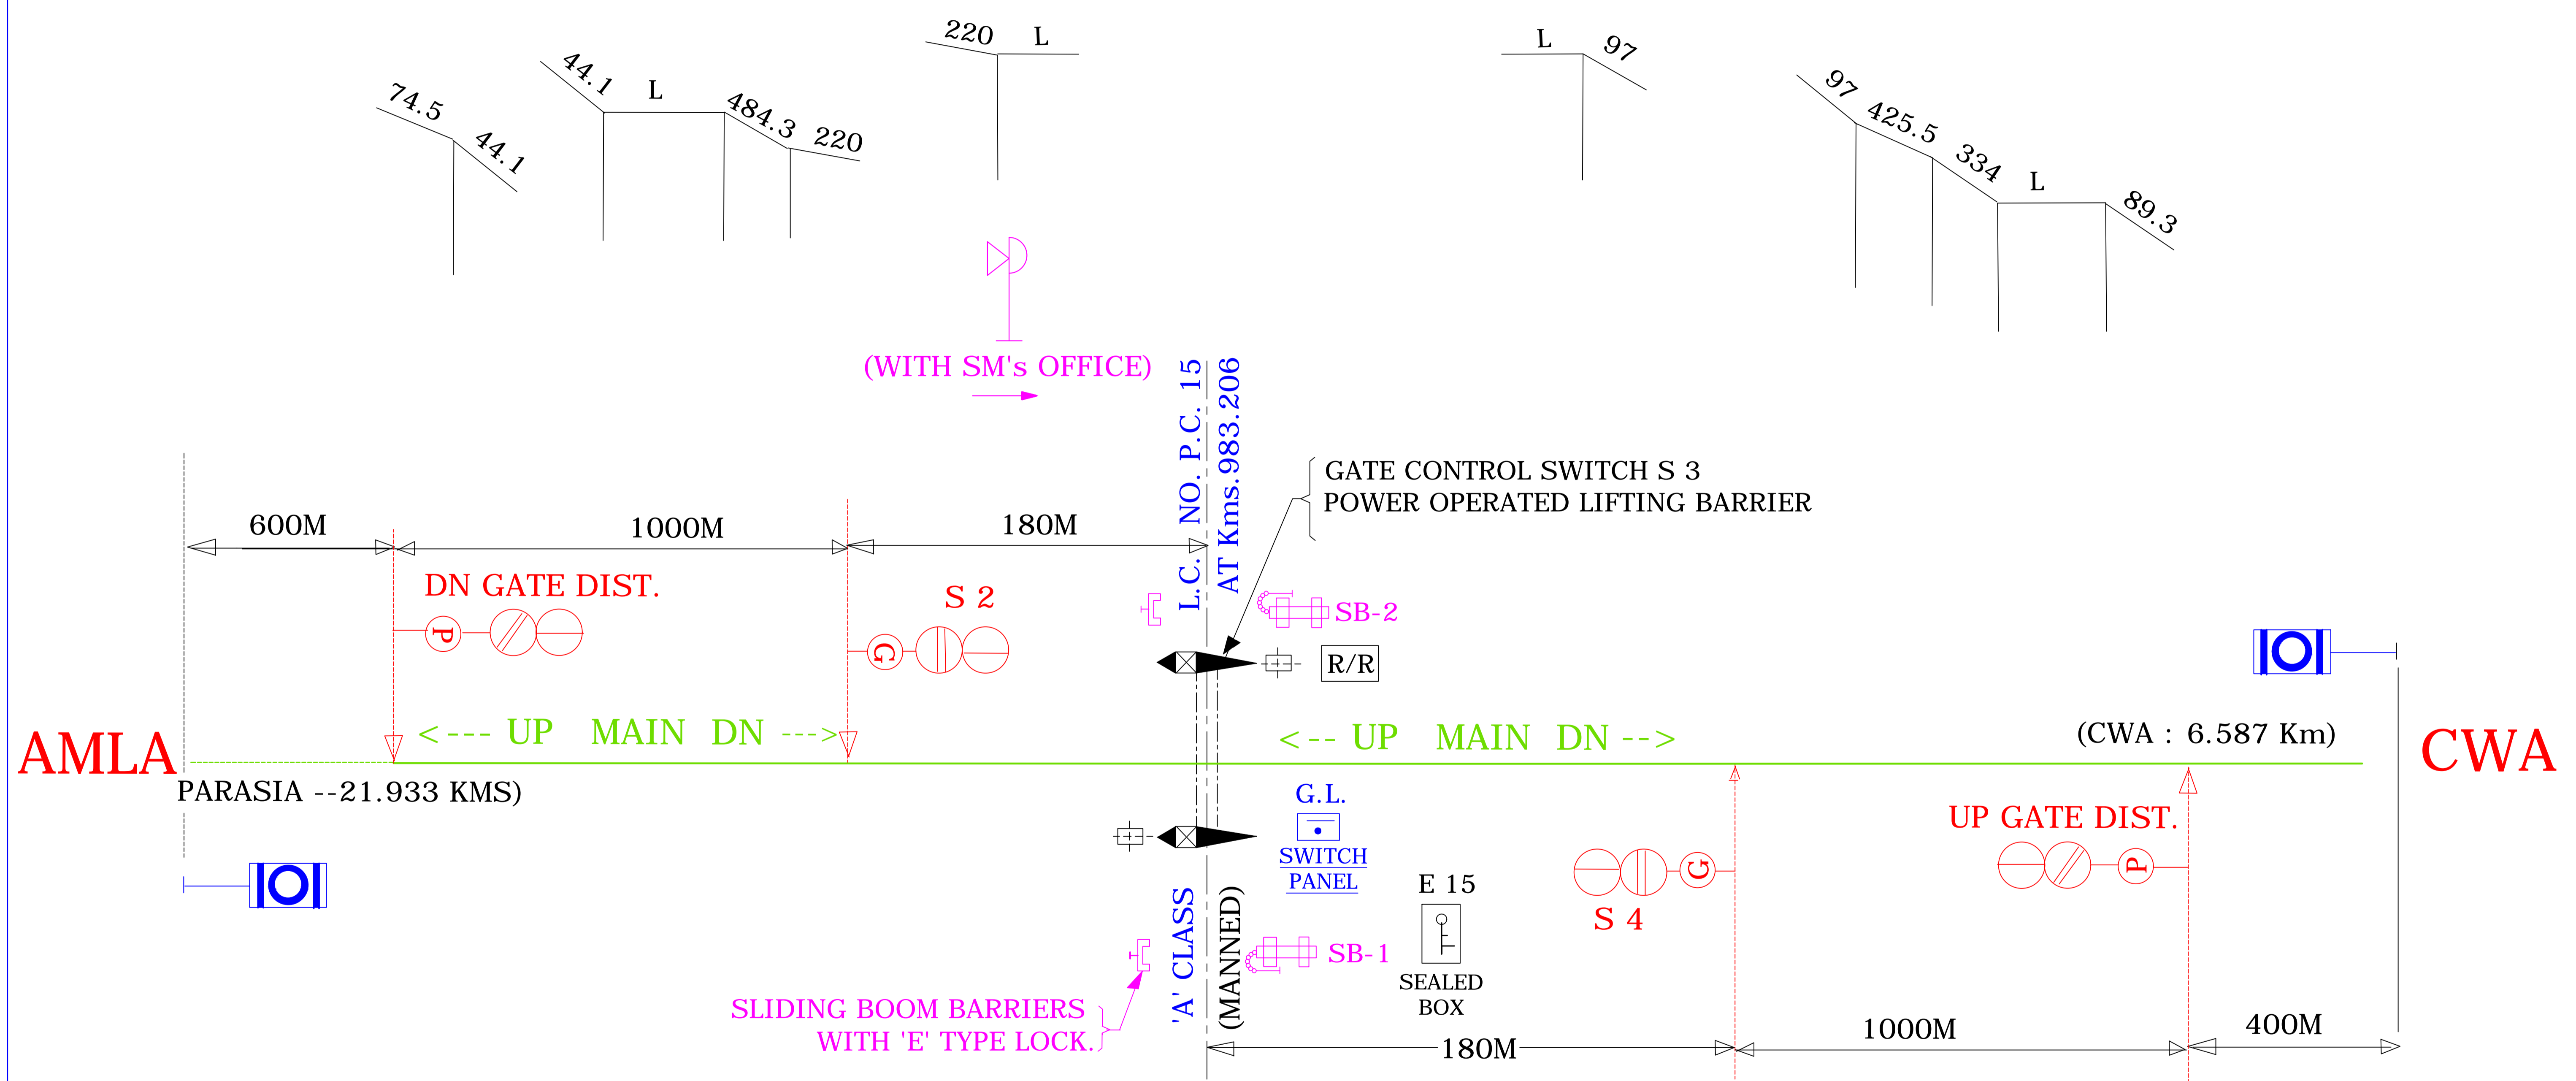 220 L
L 97
44.1 L
74.5
44.1
484.3 220
97 425.5 334 L 89.3
(WITH SM's OFFICE)
L.C. NO. P.C. 15
AT Kms.983.206
GATE CONTROL SWITCH S 3
POWER OPERATED LIFTING BARRIER
600M
1000M
180M
DN GATE DIST.
P
S 2
G
SB-2
R/R
<--- UP MAIN DN --->
<-- UP MAIN DN -->
(CWA : 6.587 Km)
AMLA
CWA
PARASIA --21.933 KMS)
G.L.
SWITCH
PANEL
UP GATE DIST.
P
G
S 4
E 15
SEALED
BOX
'A' CLASS
(MANNED)
SB-1
SLIDING BOOM BARRIERS
WITH 'E' TYPE LOCK.
180M
1000M
400M